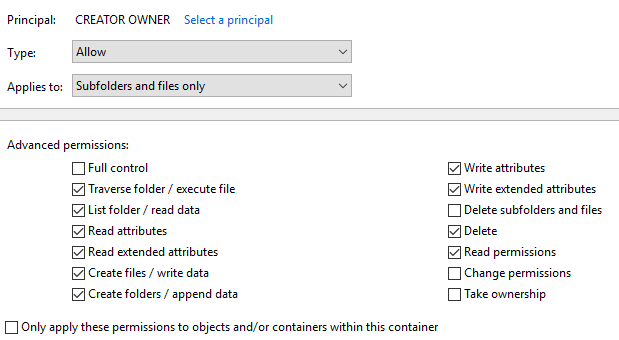 Principal: CREATOR OWNER Select a principal
Type: Allow
Applies to: Subfolders and files only
Advanced permissions:
Full control
Traverse folder / execute file
List folder / read data
Read attributes
Read extended attributes
Create files / write data
Create folders / append data
Write attributes
Write extended attributes
Delete subfolders and files
Delete
Read permissions
Change permissions
Take ownership
Only apply these permissions to objects and/or containers within this container